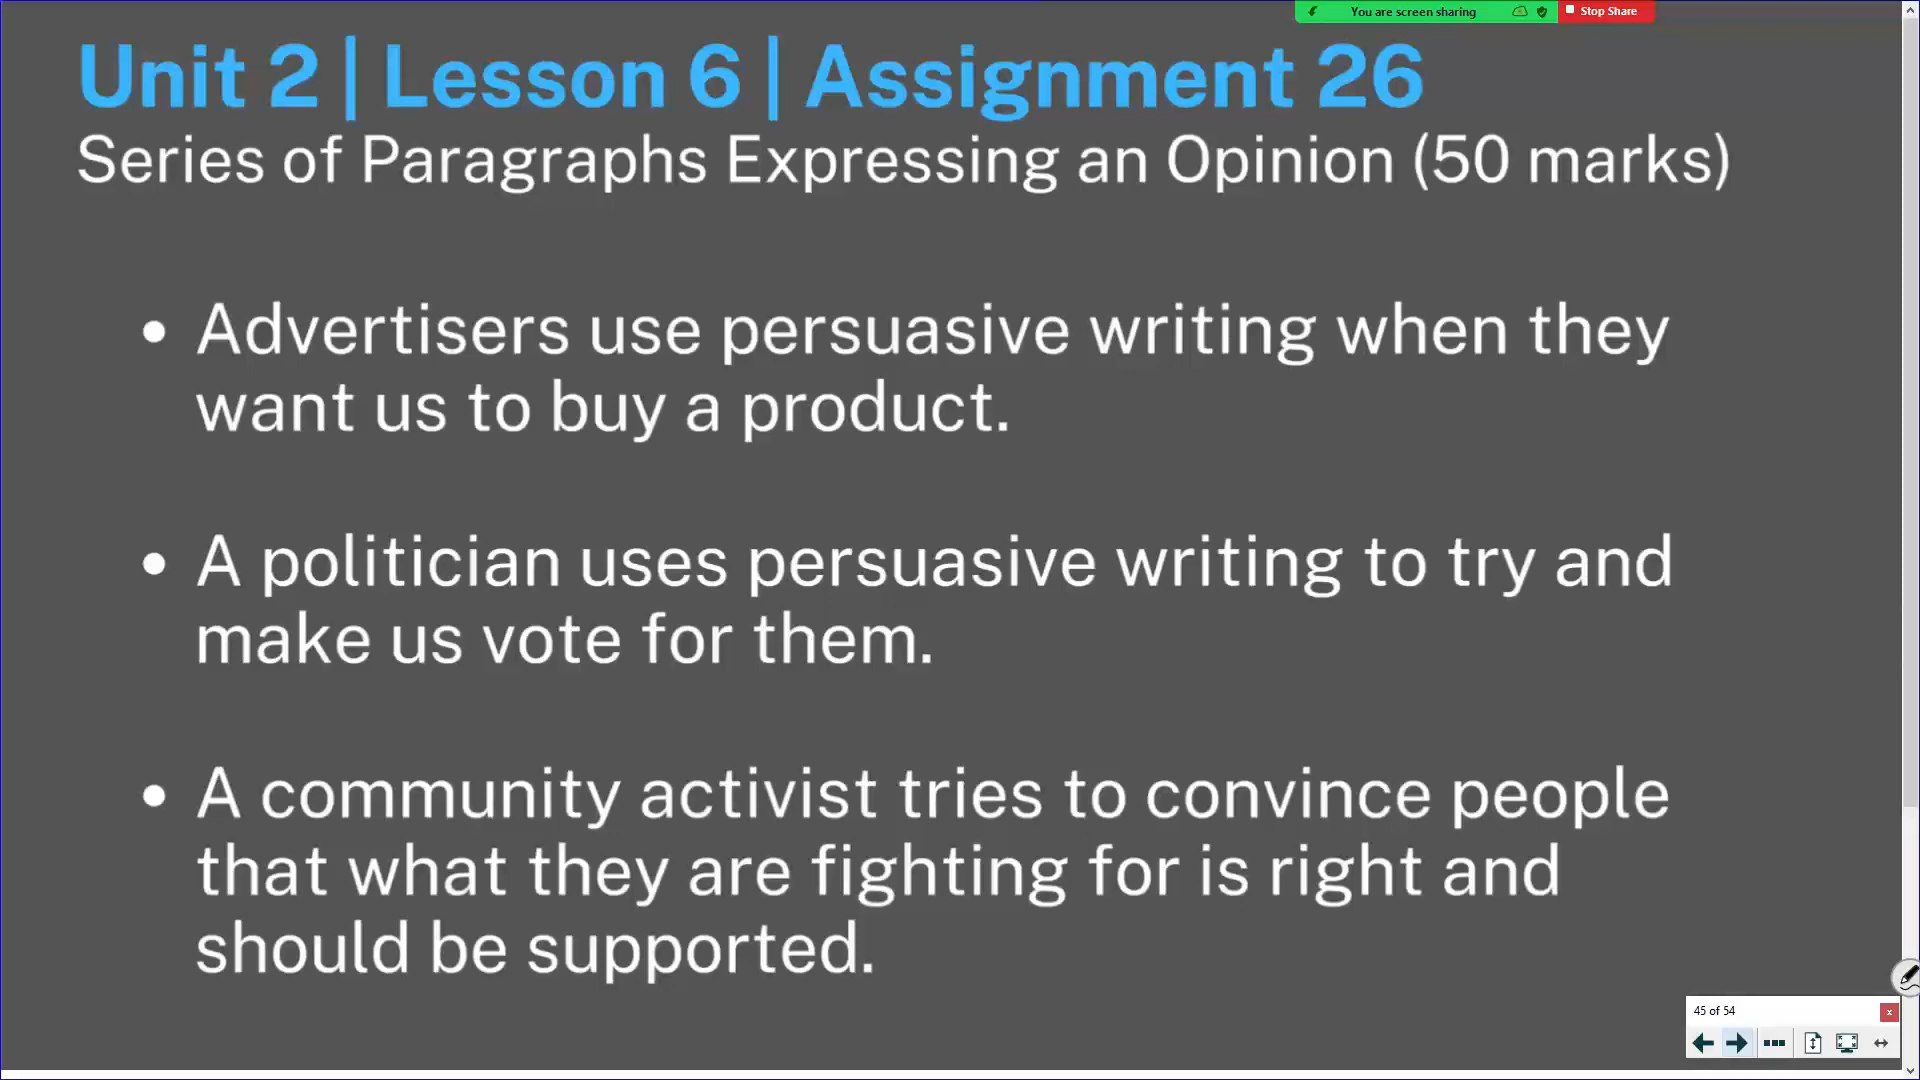 You are screen sharing
Stop Share
Unit 2 | Lesson 6 | Assignment 26
Series of Paragraphs Expressing an Opinion (50 marks)
• Advertisers use persuasive writing when they
want us to buy a product.
• A politician uses persuasive writing to try and
make us vote for them.
• A community activist tries to convince people
that what they are fighting for is right and
should be supported.
45 of 54